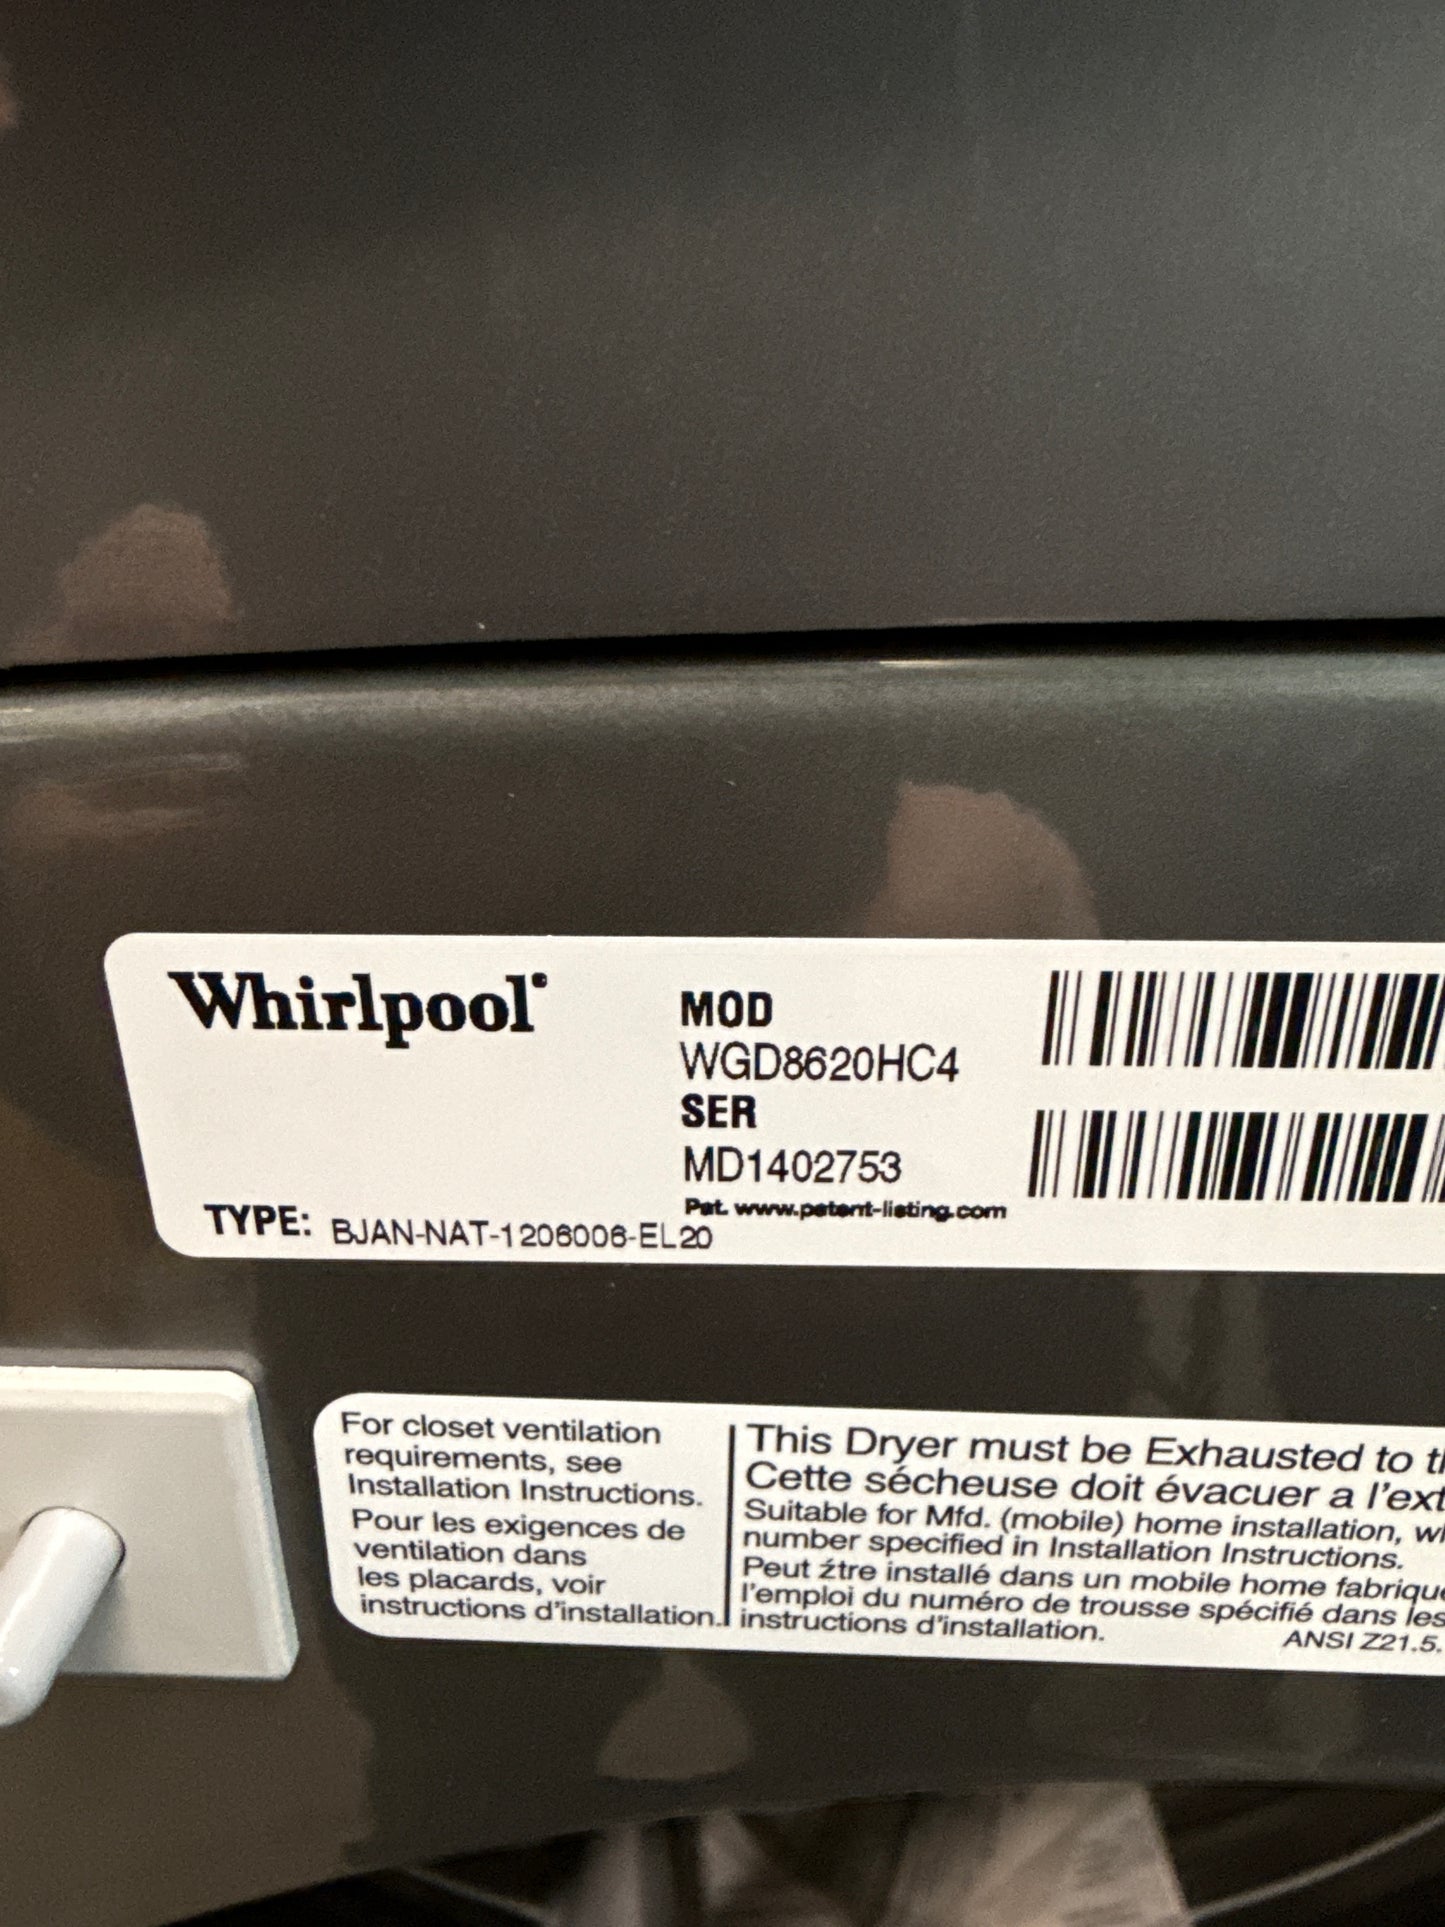 Whirlpool®
MOD
WGD8620HC4
SER
MD1402753
Pat. www.patent-listing.com
TYPE: BJAN-NAT-1206006-EL20
For closet ventilation
requirements, see
Installation Instructions.
Pour les exigences de
ventilation dans
les placards, voir
instructions d'installation.
This Dryer must be Exhausted to
Cette sécheuse doit évacuer a
Suitable for Mfd. (mobile) home installation,
number specified in Installation Instructions.
Peut źtre installé dans un mobile home
l'emploi du numéro de trousse spécifié dans les
instructions d'installation.
ANSI Z21.5.